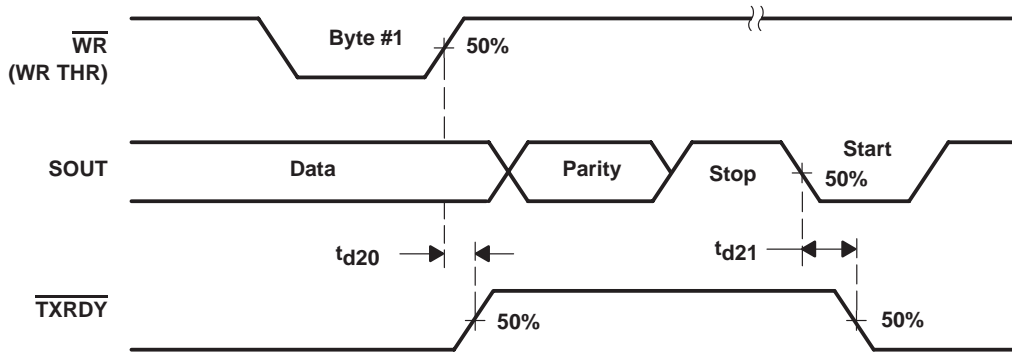 Byte #1
WR
50%
(WR THR)
SOUT
Data
Parity
Stop
Start
50%
td20
td21
TXRDY
50%
50%